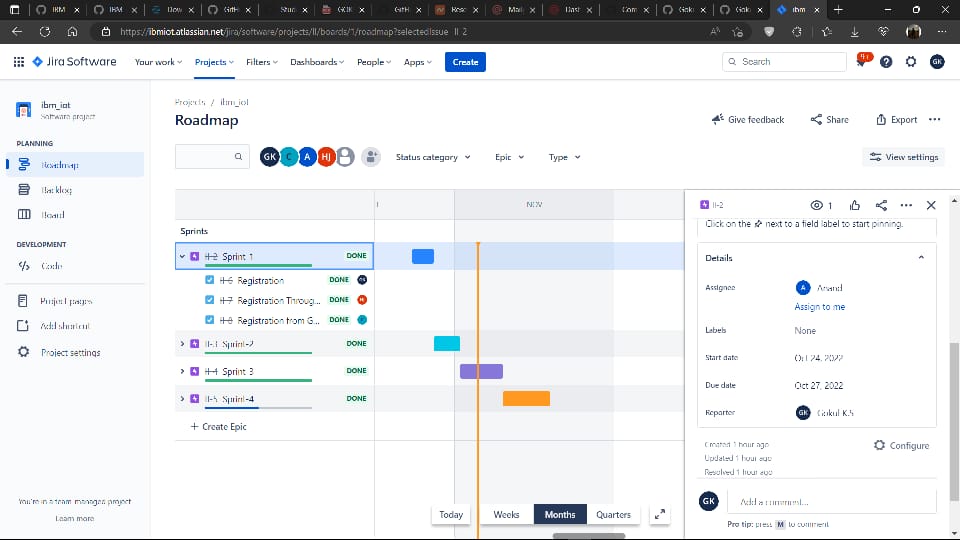 IBM
IBM
Dow
GitH
Studi
GOK
GitH
Rese
Mail
Dash
Com
Goku
Goku
ibm
https://ibmiot.atlassian.net/jira/software/projects/II/boards/1/roadmap?selectedIssue=II-2
Jira Software
Your work
Projects
Filters
Dashboards
People
Apps
Create
Search
9+
GK
ibm_iot
Software project
PLANNING
Roadmap
Backlog
Board
DEVELOPMENT
Code
Project pages
Add shortcut
Project settings
You're in a team-managed project
Learn more
Projects / ibm_iot
Roadmap
Give feedback
Share
Export
GK
C
A
HJ
Status category
Epic
Type
View settings
NOV
Sprints
II-2 Sprint-1 DONE
II-6 Registration DONE
II-7 Registration Throug... DONE HJ
II-8 Registration from G... DONE
II-3 Sprint-2 DONE
II-4 Sprint-3 DONE
II-5 Sprint-4 DONE
+ Create Epic
Today
Weeks
Months
Quarters
II-2
1
Click on the next to a field label to start pinning.
Details
Assignee
A Anand
Assign to me
Labels
None
Start date
Oct 24, 2022
Due date
Oct 27, 2022
Reporter
GK Gokul K.S
Created 1 hour ago
Updated 1 hour ago
Resolved 1 hour ago
Configure
GK
Add a comment...
Pro tip: press M to comment